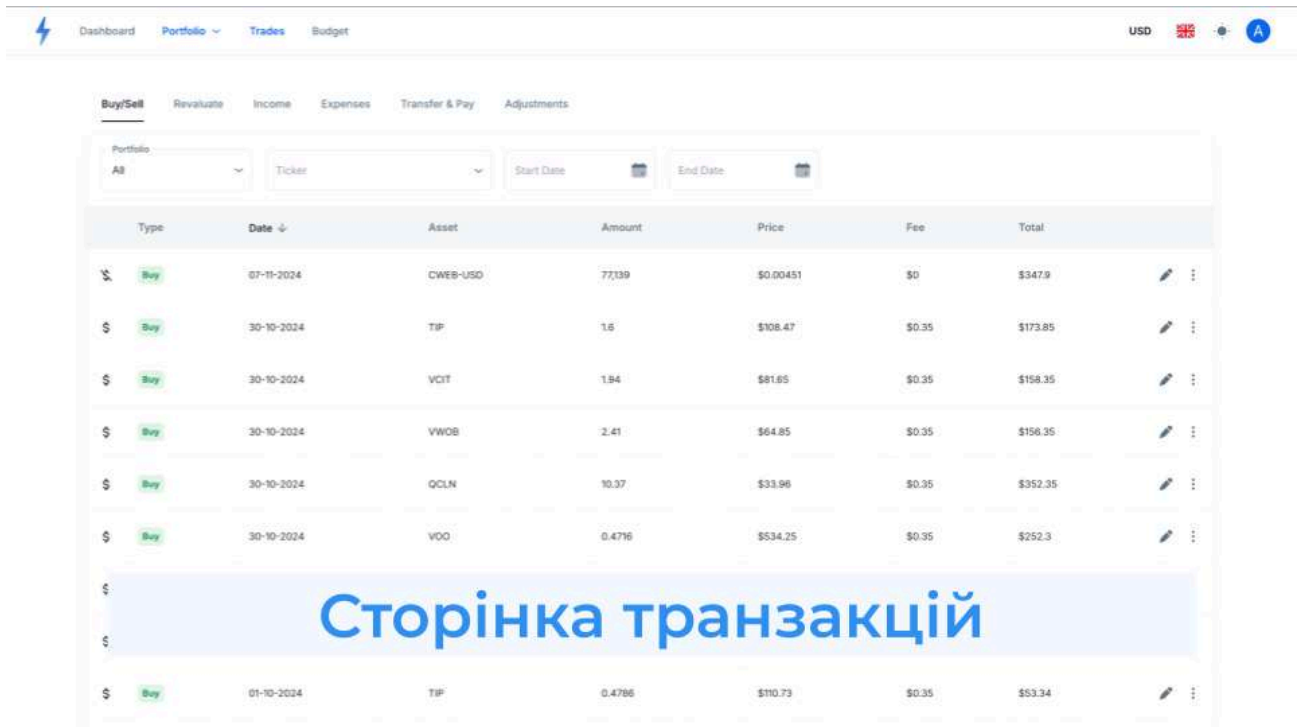 Dashboard Portfolio Trades Budget USD A
Buy/Sell Revaluate Income Expenses Transfer & Pay Adjustments
Portfolio
All Ticker Start Date End Date
Type Date Asset Amount Price Fee Total
Buy 07-11-2024 CWEB-USD 77,139 $0.00451 $0 $347.9
$ Buy 30-10-2024 TIP 1.6 $108.47 $0.35 $173.85
$ Buy 30-10-2024 VCIT 1.94 $81.65 $0.35 $158.35
$ Buy 30-10-2024 VWOB 2.41 $64.85 $0.35 $156.35
$ Buy 30-10-2024 QCLN 10.37 $33.96 $0.35 $352.35
$ Buy 30-10-2024 VOO 0.4716 $534.25 $0.35 $252.3
$
Сторінка транзакцій
$
$ Buy 01-10-2024 TIP 0.4786 $110.73 $0.35 $53.34